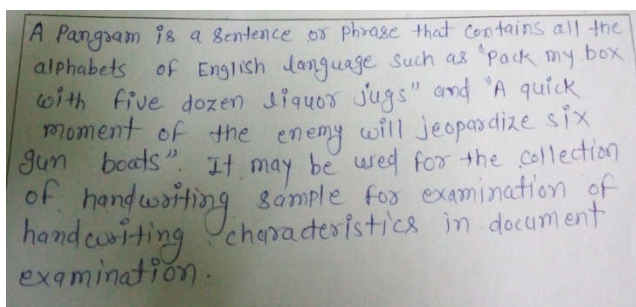 A Pangram is a sentence or phrase that contains all the
alphabets of English language such as "pack my box
with five dozen liquor jugs" and "A quick
moment of the enemy will jeopardize six
gun boats". It may be used for the collection
of handwriting sample for examination of
handwriting characteristics in document
examination.